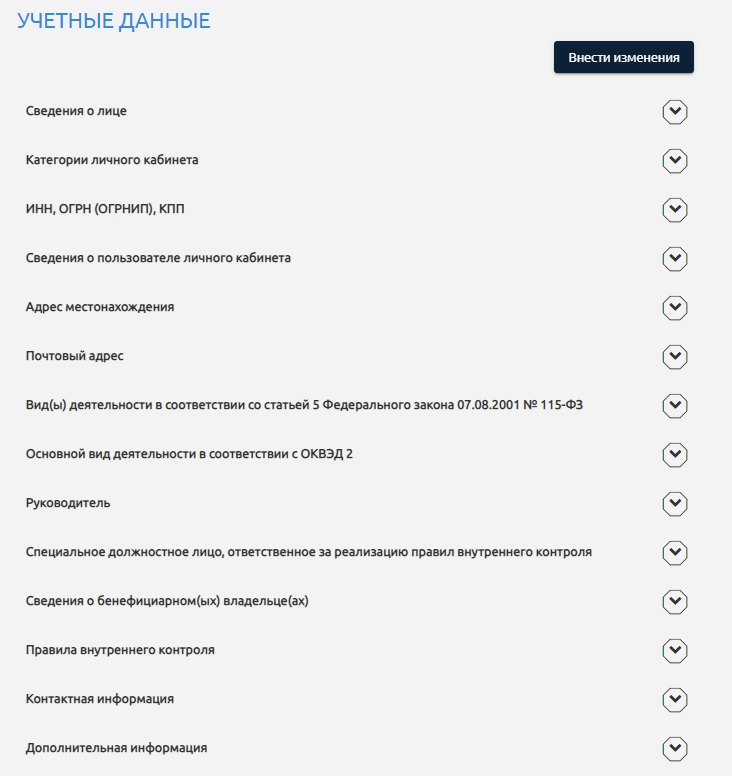 УЧЕТНЫЕ ДАННЫЕ
Внести изменения
Сведения о лице
Категории личного кабинета
ИНН, ОГРН (ОГРНИП), КПП
Сведения о пользователе личного кабинета
Адрес местонахождения
Почтовый адрес
Вид(ы) деятельности в соответствии со статьей 5 Федерального закона 07.08.2001 № 115-ФЗ
Основной вид деятельности в соответствии с ОКВЭД 2
Руководитель
Специальное должностное лицо, ответственное за реализацию правил внутреннего контроля
Сведения о бенефициарном(ых) владельце(ах)
Правила внутреннего контроля
Контактная информация
Дополнительная информация